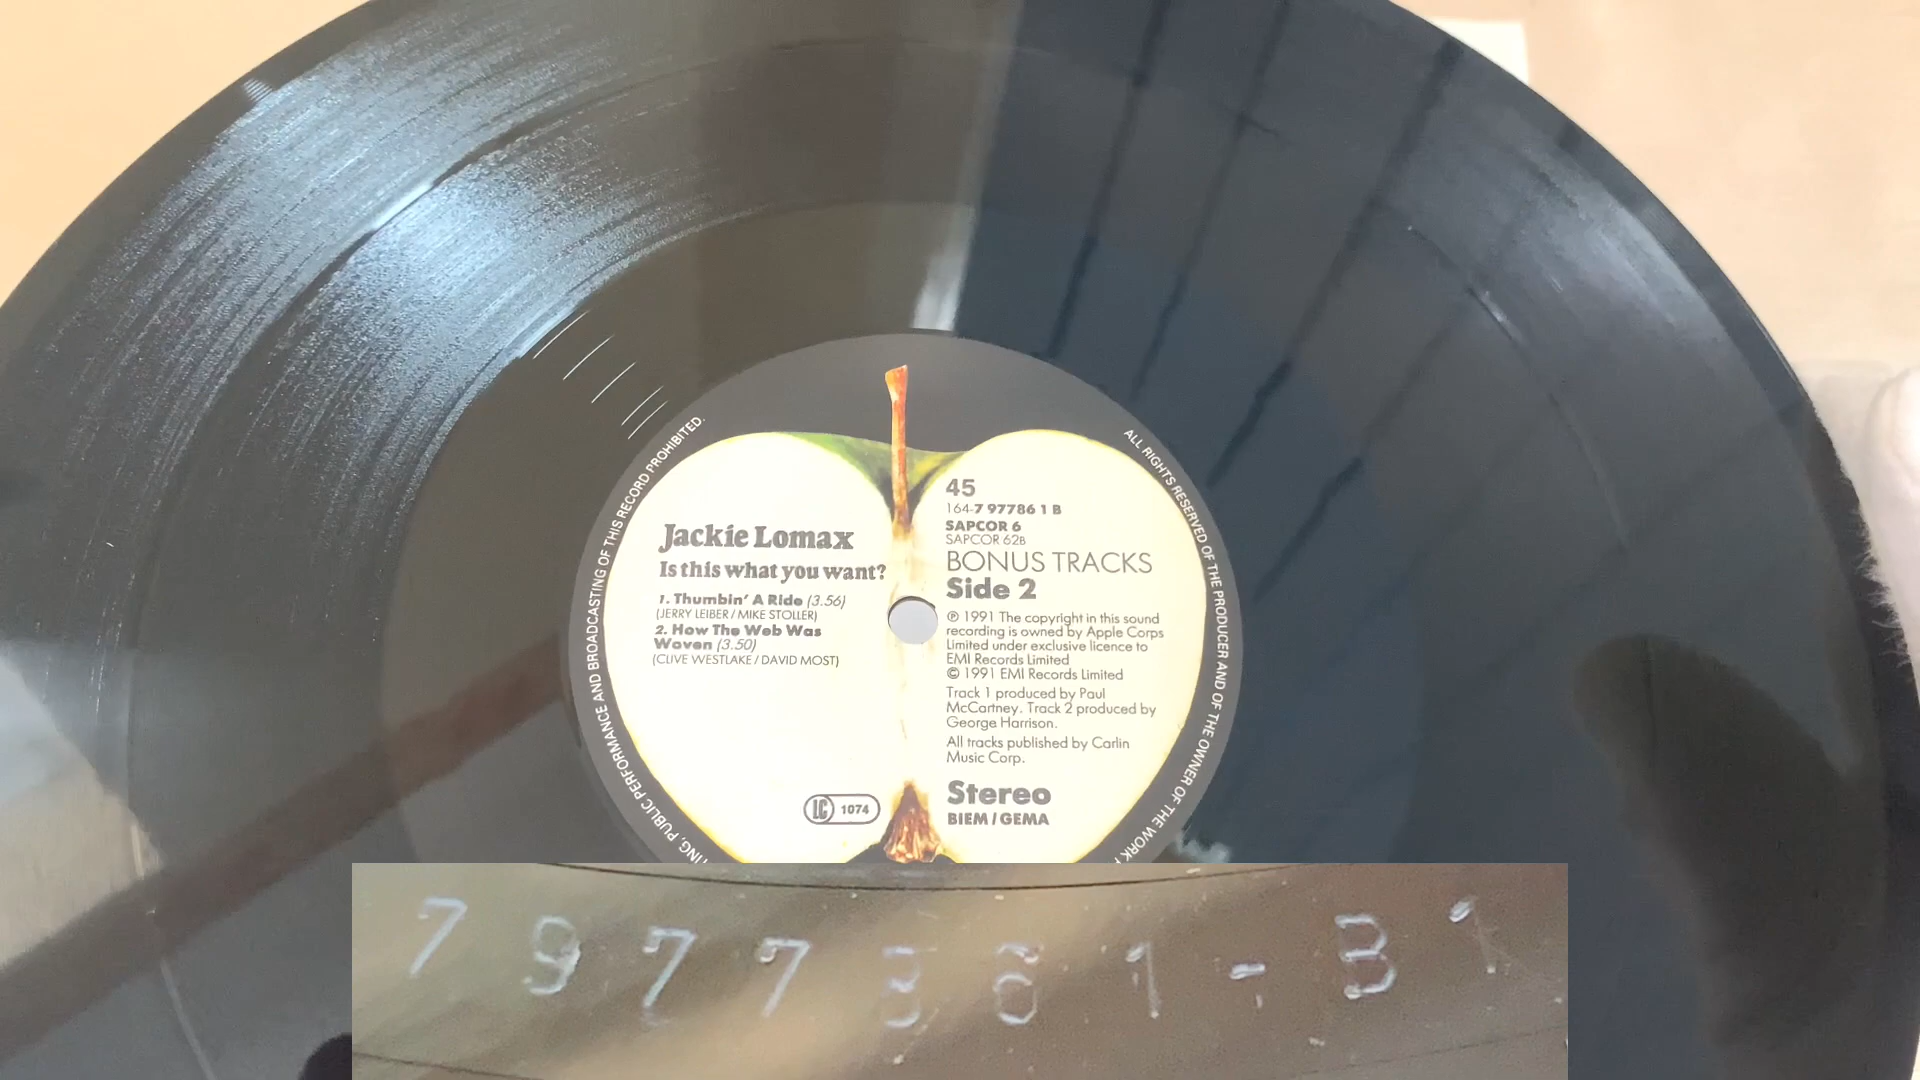 PUBLIC PERFORMANCE AND BROADCASTING OF THIS RECORD PROHIBITED.
ALL RIGHTS RESERVED OF THE PRODUCER AND OF THE OWNER OF THE WORK
Jackie Lomax
Is this what you want?
1. Thumbin' A Ride (3.56)
(JERRY LEIBER / MIKE STOLLER)
2. How The Web Was
Woven (3.50)
(CLIVE WESTLAKE / DAVID MOST)
LC 1074
45
164-7 97786 1 B
SAPCOR 6
SAPCOR 62B
BONUS TRACKS
Side 2
℗ 1991 The copyright in this sound
recording is owned by Apple Corps
Limited under exclusive licence to
EMI Records Limited
© 1991 EMI Records Limited
Track 1 produced by Paul
McCartney. Track 2 produced by
George Harrison.
All tracks published by Carlin
Music Corp.
Stereo
BIEM / GEMA